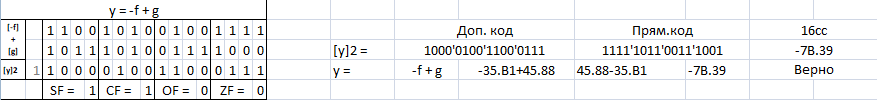 y = -f + g
[-f] 1 1 0 0 1 0 1 0 0 1 0 0 1 1 1 1
+
[g] 1 0 1 1 1 0 1 0 0 1 1 1 1 0 0 0
[y]2 1 1 0 0 0 0 1 0 0 1 1 0 0 0 1 1 1
SF = 1 CF = 1 OF = 0 ZF = 0
Доп. код Прям.код 16сс
[y]2 = 1000'0100'1100'0111 1111'1011'0011'1001 -7B.39
y = -f + g -35.B1+45.88 45.88-35.B1 -7B.39 Верно